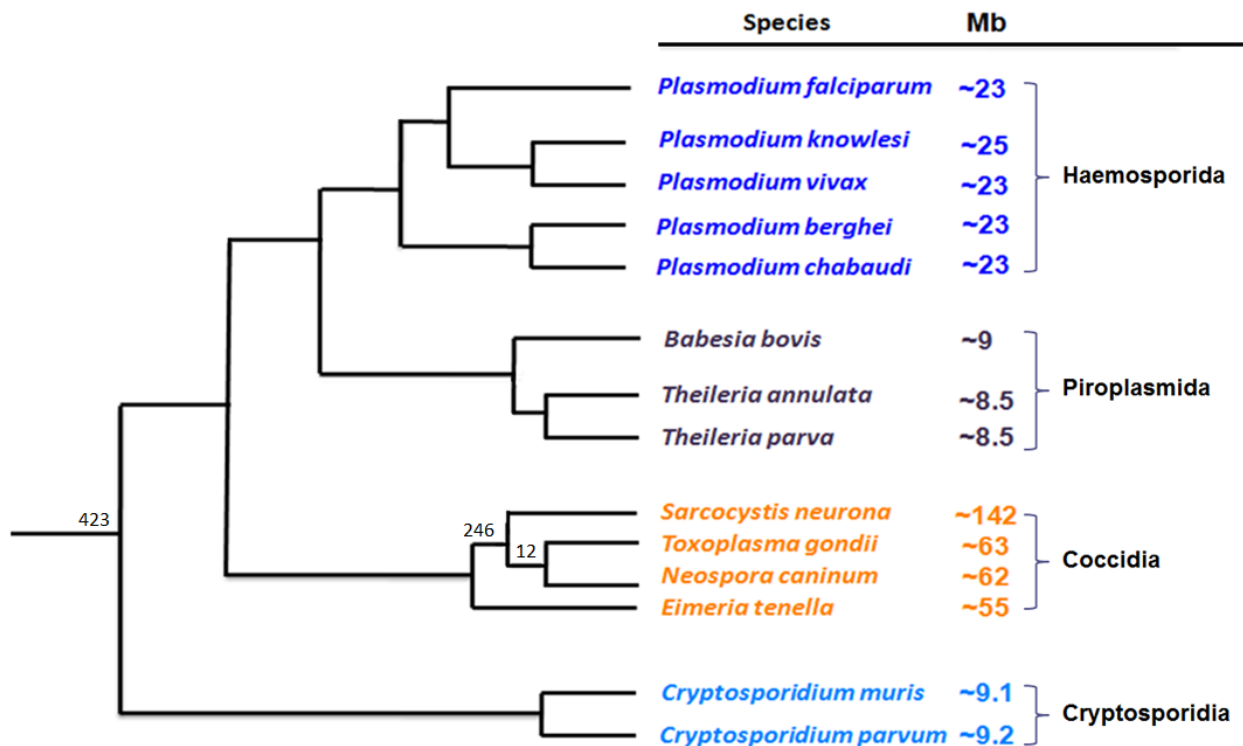 Species Mb
Plasmodium falciparum ~23
Plasmodium knowlesi ~25
Haemosporida
Plasmodium vivax ~23
Plasmodium berghei ~23
Plasmodium chabaudi ~23
Babesia bovis ~9
Theileria annulata ~8.5
Piroplasmida
Theileria parva ~8.5
423
246
12
Sarcocystis neurona ~142
Toxoplasma gondii ~63
Coccidia
Neospora caninum ~62
Eimeria tenella ~55
Cryptosporidium muris ~9.1
Cryptosporidia
Cryptosporidium parvum ~9.2